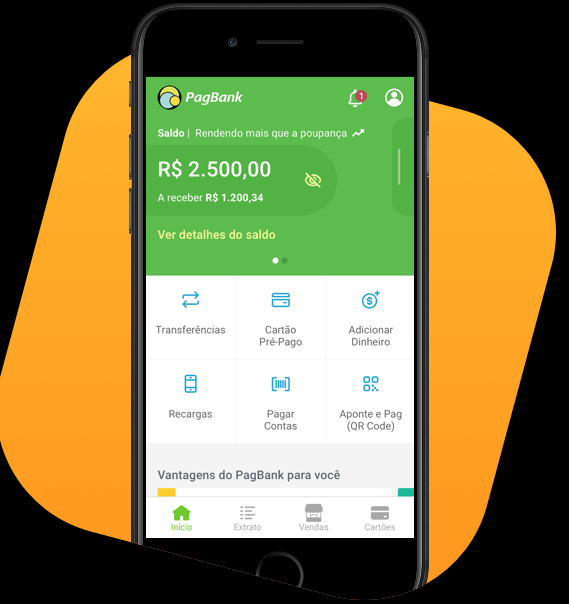 PagBank
1
Saldo | Rendendo mais que a poupança
R$ 2.500,00
A receber R$ 1.200,34
Ver detalhes do saldo
Transferências
Cartão
Pré-Pago
Adicionar
Dinheiro
Recargas
Pagar
Contas
Aponte e Pag
(QR Code)
Vantagens do PagBank para você
Início
Extrato
Vendas
Cartões